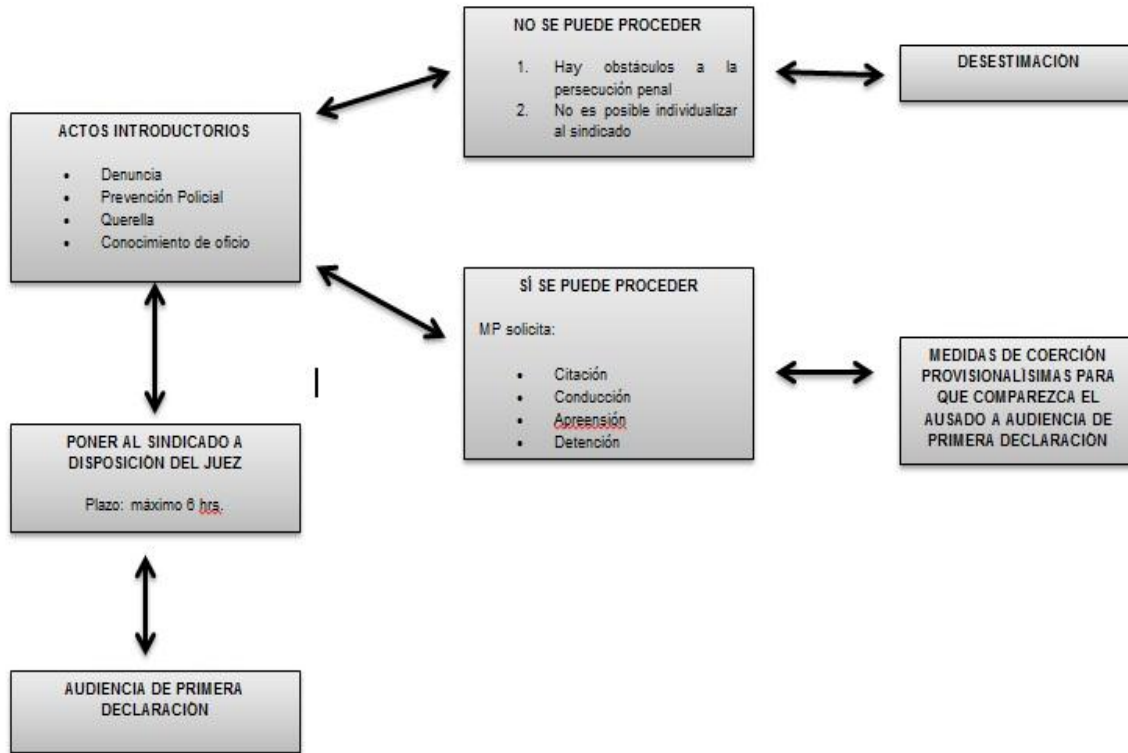 NO SE PUEDE PROCEDER
1. Hay obstáculos a la
persecución penal
2. No es posible individualizar
al sindicado
DESESTIMACIÓN
ACTOS INTRODUCTORIOS
• Denuncia
• Prevención Policial
• Querella
• Conocimiento de oficio
SÍ SE PUEDE PROCEDER
MP solicita:
• Citación
• Conducción
• Apreensión
• Detención
MEDIDAS DE COERCIÓN
PROVISIONALÍSIMAS PARA
QUE COMPAREZCA EL
AUSADO A AUDIENCIA DE
PRIMERA DECLARACIÓN
PONER AL SINDICADO A
DISPOSICIÓN DEL JUEZ
Plazo: máximo 6 hrs.
AUDIENCIA DE PRIMERA
DECLARACIÓN